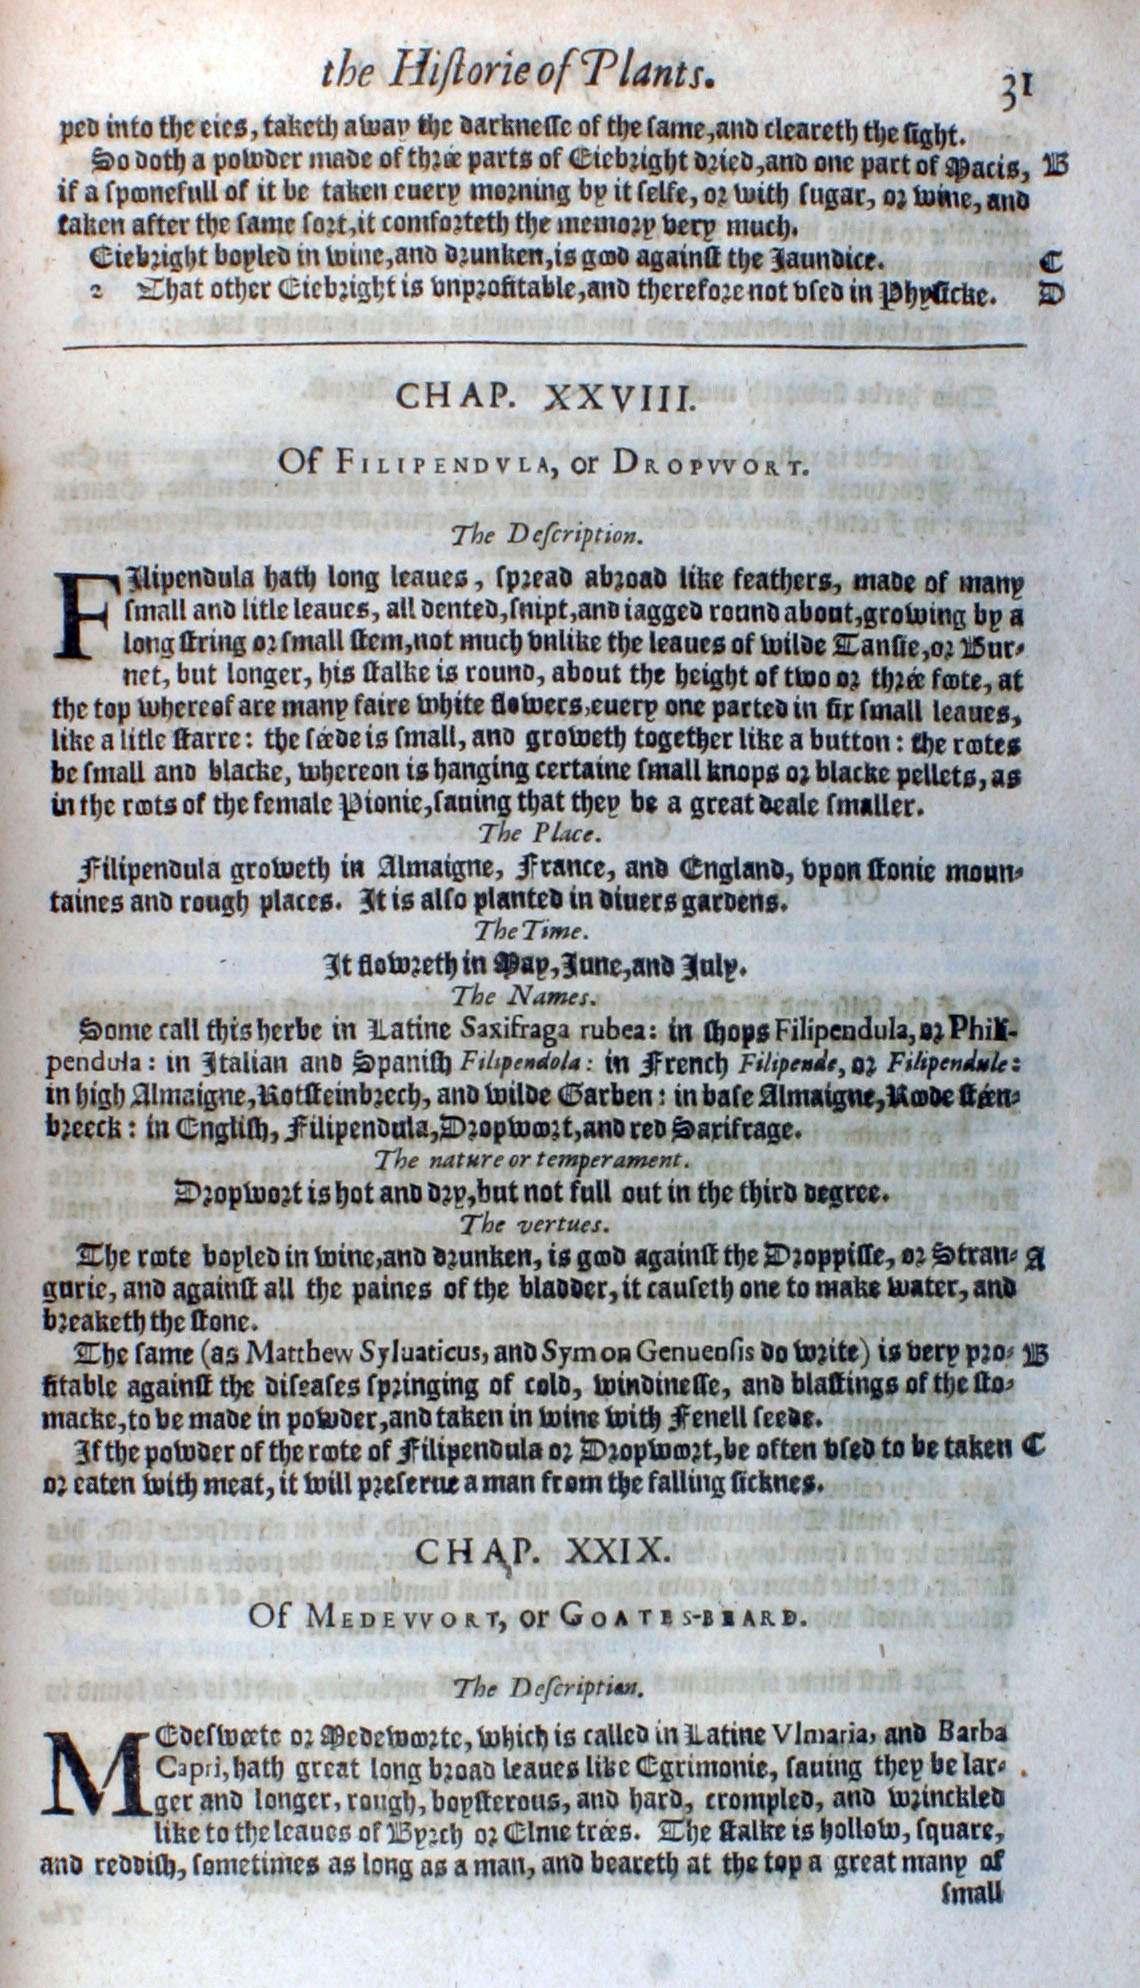 the Hiſtorie of Plants. 31
ped into the eies, taketh away the darkneſſe of the ſame, and cleareth the ſight.
So doth a powder made of thrée parts of Eiebright dried, and one part of Macis, B
if a ſpoonefull of it be taken euery morning by it ſelfe, or with ſugar, or wine, and
taken after the ſame ſort, it comforteth the memory very much.
Eiebright boyled in wine, and drunken, is good againſt the Jaundice. C
2 That other Eiebright is vnprofitable, and therefore not vſed in Phyſicke. D
CHAP. XXVIII.
Of FILIPENDVLA, or DROPVVORT.
The Deſcription.
FIlipendula hath long leaues, ſpread abroad like feathers, made of many
ſmall and litle leaues, all dented, ſnipt, and iagged round about, growing by a
long ſtring or ſmall ſtem, not much vnlike the leaues of wilde Tanſie, or Bur-
net, but longer, his ſtalke is round, about the height of two or thrée foote, at
the top whereof are many faire white flowers, euery one parted in ſix ſmall leaues,
like a litle ſtarre: the ſéede is ſmall, and groweth together like a button: the rootes
be ſmall and blacke, whereon is hanging certaine ſmall knops or blacke pellets, as
in the roots of the female Pionie, ſauing that they be a great deale ſmaller.
The Place.
Filipendula groweth in Almaigne, France, and England, vpon ſtonie moun-
taines and rough places. It is alſo planted in diuers gardens.
The Time.
It flowreth in May, June, and July.
The Names.
Some call this herbe in Latine Saxifraga rubea: in ſhops Filipendula, or Phili-
pendula: in Italian and Spaniſh Filipendola: in French Filipende, or Filipendule:
in high Almaigne, Rotſteinbrech, and wilde Garben: in baſe Almaigne, Roode ſtéen-
breeck: in Engliſh, Filipendula, Dropwoort, and red Saxifrage.
The nature or temperament.
Dropwort is hot and dry, but not full out in the third degree.
The vertues.
The roote boyled in wine, and drunken, is good againſt the Droppiſſe, or Stran- A
gurie, and againſt all the paines of the bladder, it cauſeth one to make water, and
breaketh the ſtone.
The ſame (as Matthew Syluaticus, and Symon Genuenſis do write) is very pro- B
fitable againſt the diſeaſes ſpringing of cold, windineſſe, and blaſtings of the ſto-
macke, to be made in powder, and taken in wine with Fenell ſeede.
If the powder of the roote of Filipendula or Dropwoort, be often vſed to be taken C
or eaten with meat, it will preſerue a man from the falling ſicknes.
CHAP. XXIX.
Of MEDEVVORT, or GOATES-BEARD.
The Deſcription.
MEdeſwéete or Medewoorte, which is called in Latine Vlmaria, and Barba
Capri, hath great long broad leaues like Egrimonie, ſauing they be lar-
ger and longer, rough, boyſterous, and hard, crompled, and wrinckled
like to the leaues of Byrch or Elme trées. The ſtalke is hollow, ſquare,
and reddiſh, ſometimes as long as a man, and beareth at the top a great many of
ſmall